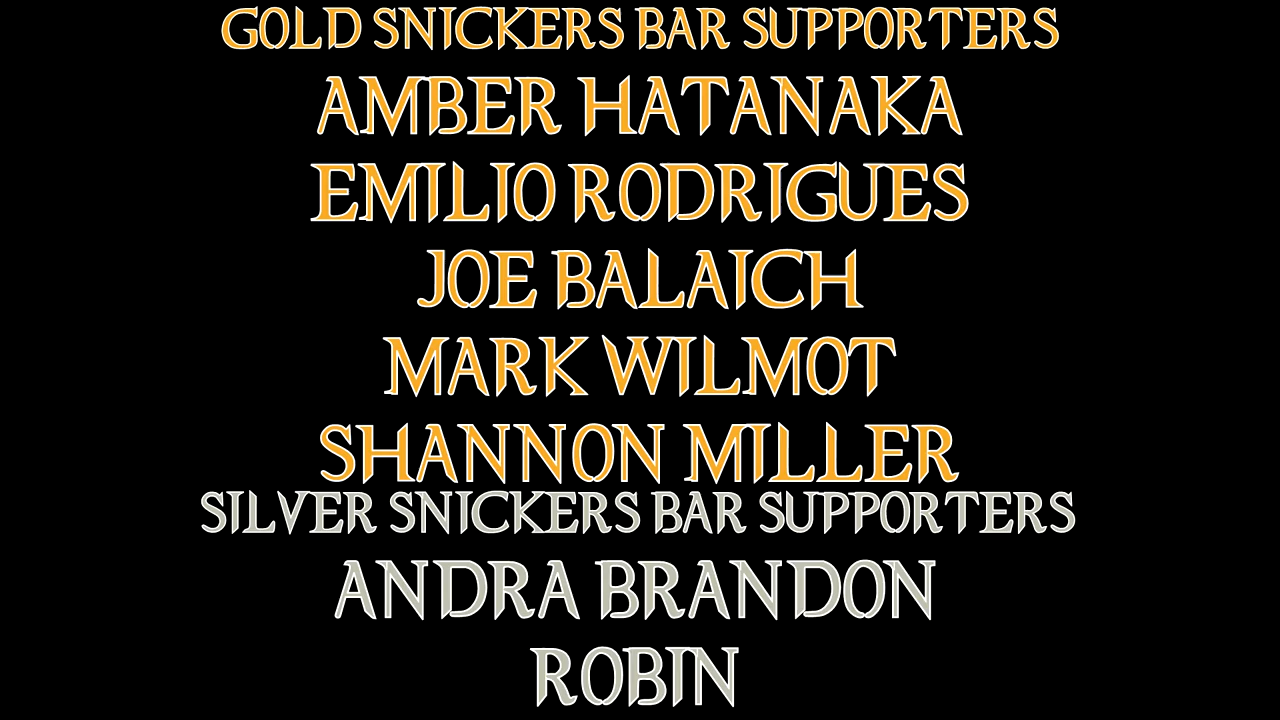 GOLD SNICKERS BAR SUPPORTERS
AMBER HATANAKA
EMILIO RODRIGUES
JOE BALAICH
MARK WILMOT
SHANNON MILLER
SILVER SNICKERS BAR SUPPORTERS
ANDRA BRANDON
ROBIN